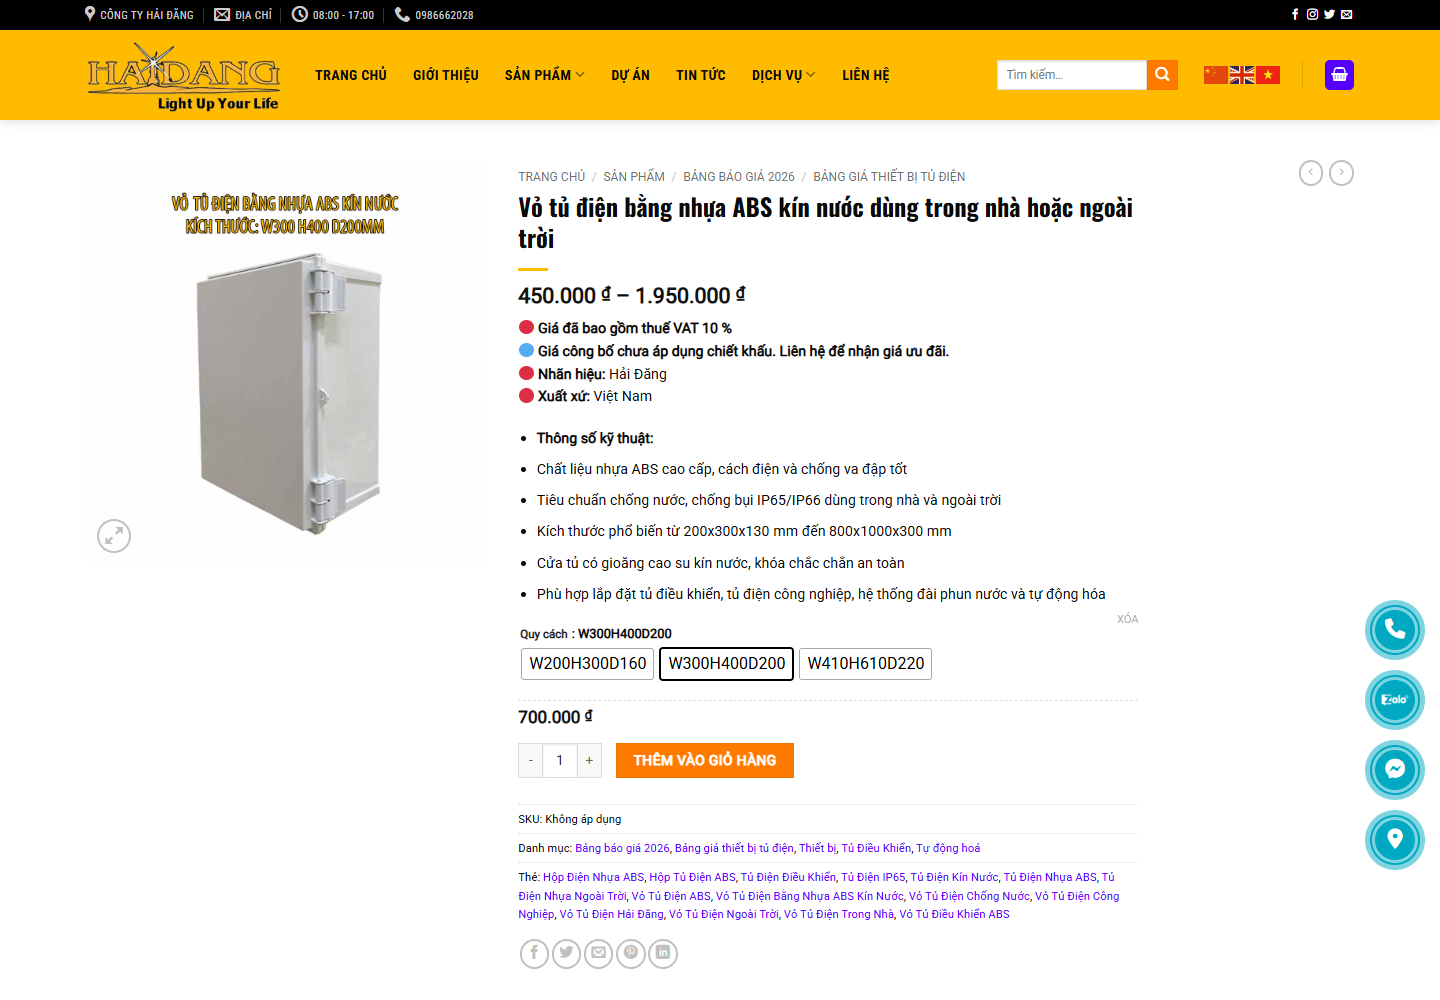 CÔNG TY HẢI ĐĂNG
ĐỊA CHỈ
08:00 - 17:00
0986662028
HAIDANG
Light Up Your Life
TRANG CHỦ
GIỚI THIỆU
SẢN PHẨM
DỰ ÁN
TIN TỨC
DỊCH VỤ
LIÊN HỆ
Tìm kiếm...
VỎ TỦ ĐIỆN BẰNG NHỰA ABS KÍN NƯỚC
KÍCH THƯỚC: W300 H400 D200MM
TRANG CHỦ / SẢN PHẨM / BẢNG BÁO GIÁ 2026 / BẢNG GIÁ THIẾT BỊ TỦ ĐIỆN
Vỏ tủ điện bằng nhựa ABS kín nước dùng trong nhà hoặc ngoài
trời
450.000 ₫ – 1.950.000 ₫
Giá đã bao gồm thuế VAT 10 %
Giá công bố chưa áp dụng chiết khấu. Liên hệ để nhận giá ưu đãi.
Nhãn hiệu: Hải Đăng
Xuất xứ: Việt Nam
Thông số kỹ thuật:
Chất liệu nhựa ABS cao cấp, cách điện và chống va đập tốt
Tiêu chuẩn chống nước, chống bụi IP65/IP66 dùng trong nhà và ngoài trời
Kích thước phổ biến từ 200x300x130 mm đến 800x1000x300 mm
Cửa tủ có gioăng cao su kín nước, khóa chắc chắn an toàn
Phù hợp lắp đặt tủ điều khiển, tủ điện công nghiệp, hệ thống đài phun nước và tự động hóa
XÓA
Quy cách : W300H400D200
W200H300D160
W300H400D200
W410H610D220
700.000 ₫
- 1 +
THÊM VÀO GIỎ HÀNG
SKU: Không áp dụng
Danh mục: Bảng báo giá 2026, Bảng giá thiết bị tủ điện, Thiết bị, Tủ Điều Khiển, Tự động hoá
Thẻ: Hộp Điện Nhựa ABS, Hộp Tủ Điện ABS, Tủ Điện Điều Khiển, Tủ Điện IP65, Tủ Điện Kín Nước, Tủ Điện Nhựa ABS, Tủ
Điện Nhựa Ngoài Trời, Vỏ Tủ Điện ABS, Vỏ Tủ Điện Bằng Nhựa ABS Kín Nước, Vỏ Tủ Điện Chống Nước, Vỏ Tủ Điện Công
Nghiệp, Vỏ Tủ Điện Hải Đăng, Vỏ Tủ Điện Ngoài Trời, Vỏ Tủ Điện Trong Nhà, Vỏ Tủ Điều Khiển ABS
Zalo